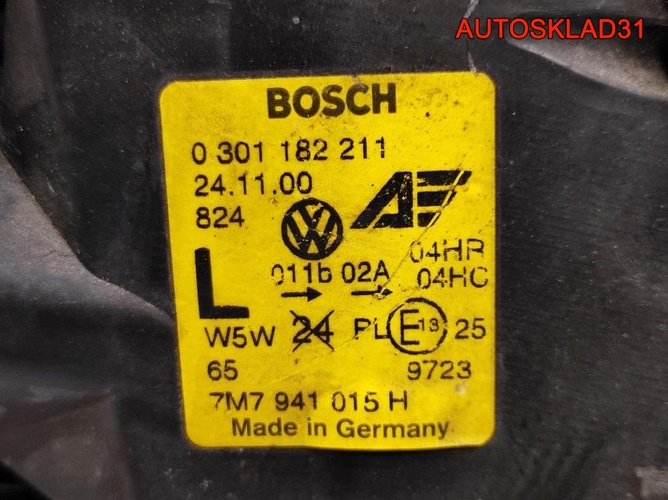 AUTOSKLAD31
BOSCH
0 301 182 211
24.11.00
824
04HR
L 011b 02A 04HC
W5W 24 PL E13 25
65 9723
7M7 941 015 H
Made in Germany